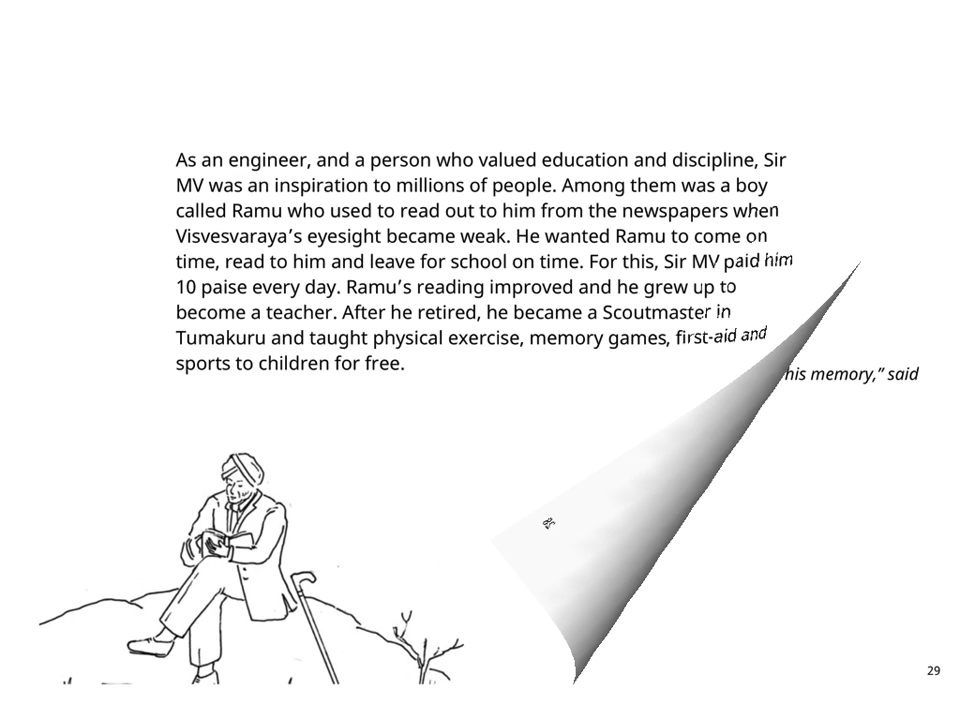 As an engineer, and a person who valued education and discipline, Sir
MV was an inspiration to millions of people. Among them was a boy
called Ramu who used to read out to him from the newspapers when
Visvesvaraya’s eyesight became weak. He wanted Ramu to come on
time, read to him and leave for school on time. For this, Sir MV paid him
10 paise every day. Ramu’s reading improved and he grew up to
become a teacher. After he retired, he became a Scoutmaster in
Tumakuru and taught physical exercise, memory games, first-aid and
sports to children for free.
his memory,” said
29